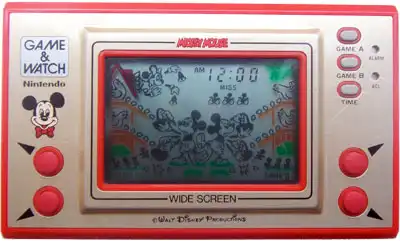 MICKEY MOUSE
GAME
&
WATCH
Nintendo
AM 12:00
MISS
GAME A
ALARM
GAME B
ACL
TIME
WIDE SCREEN
© WALT DISNEY PRODUCTIONS